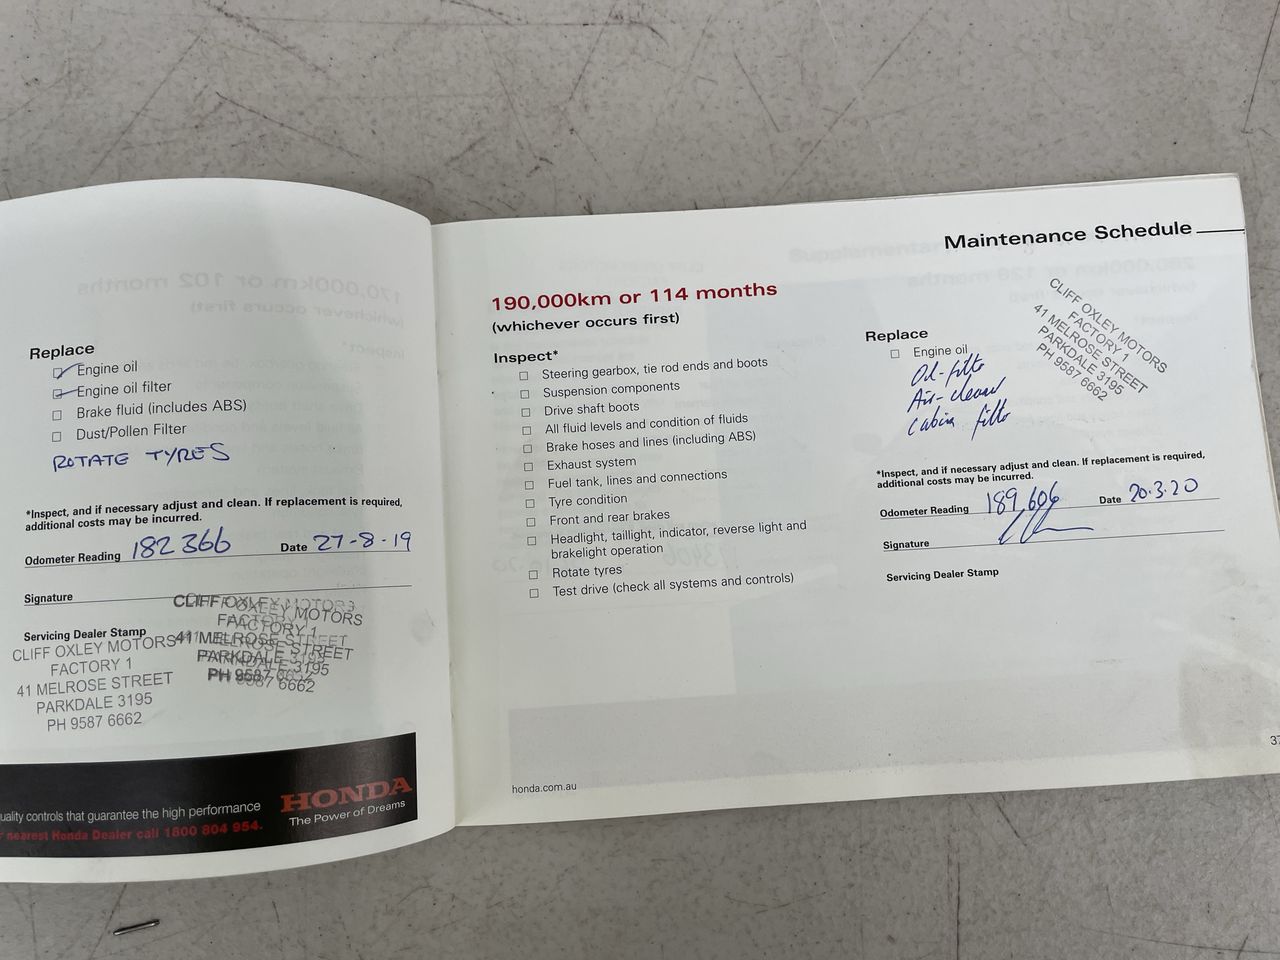 Replace
Engine oil
Engine oil filter
Brake fluid (includes ABS)
Dust/Pollen Filter
ROTATE TYRES
*Inspect, and if necessary adjust and clean. If replacement is required,
additional costs may be incurred.
Odometer Reading 182 366 Date 27-8-19
Signature
Servicing Dealer Stamp
CLIFF OXLEY MOTORS
FACTORY 1
41 MELROSE STREET
PARKDALE 3195
PH 9587 6662
CLIFF OXLEY MOTORS
FACTORY 1
41 MELROSE STREET
PARKDALE 3195
PH 9587 6662
uality controls that guarantee the high performance
nearest Honda Dealer call 1800 804 954.
HONDA
The Power of Dreams
Maintenance Schedule
190,000km or 114 months
(whichever occurs first)
Inspect*
Steering gearbox, tie rod ends and boots
Suspension components
Drive shaft boots
All fluid levels and condition of fluids
Brake hoses and lines (including ABS)
Exhaust system
Fuel tank, lines and connections
Tyre condition
Front and rear brakes
Headlight, taillight, indicator, reverse light and
brakelight operation
Rotate tyres
Test drive (check all systems and controls)
Replace
Engine oil
Oil-filter
Air-cleaner
Cabin filter
CLIFF OXLEY MOTORS
FACTORY 1
41 MELROSE STREET
PARKDALE 3195
PH 9587 6662
*Inspect, and if necessary adjust and clean. If replacement is required,
additional costs may be incurred.
Odometer Reading 189,606 Date 20.3.20
Signature
Servicing Dealer Stamp
honda.com.au
37